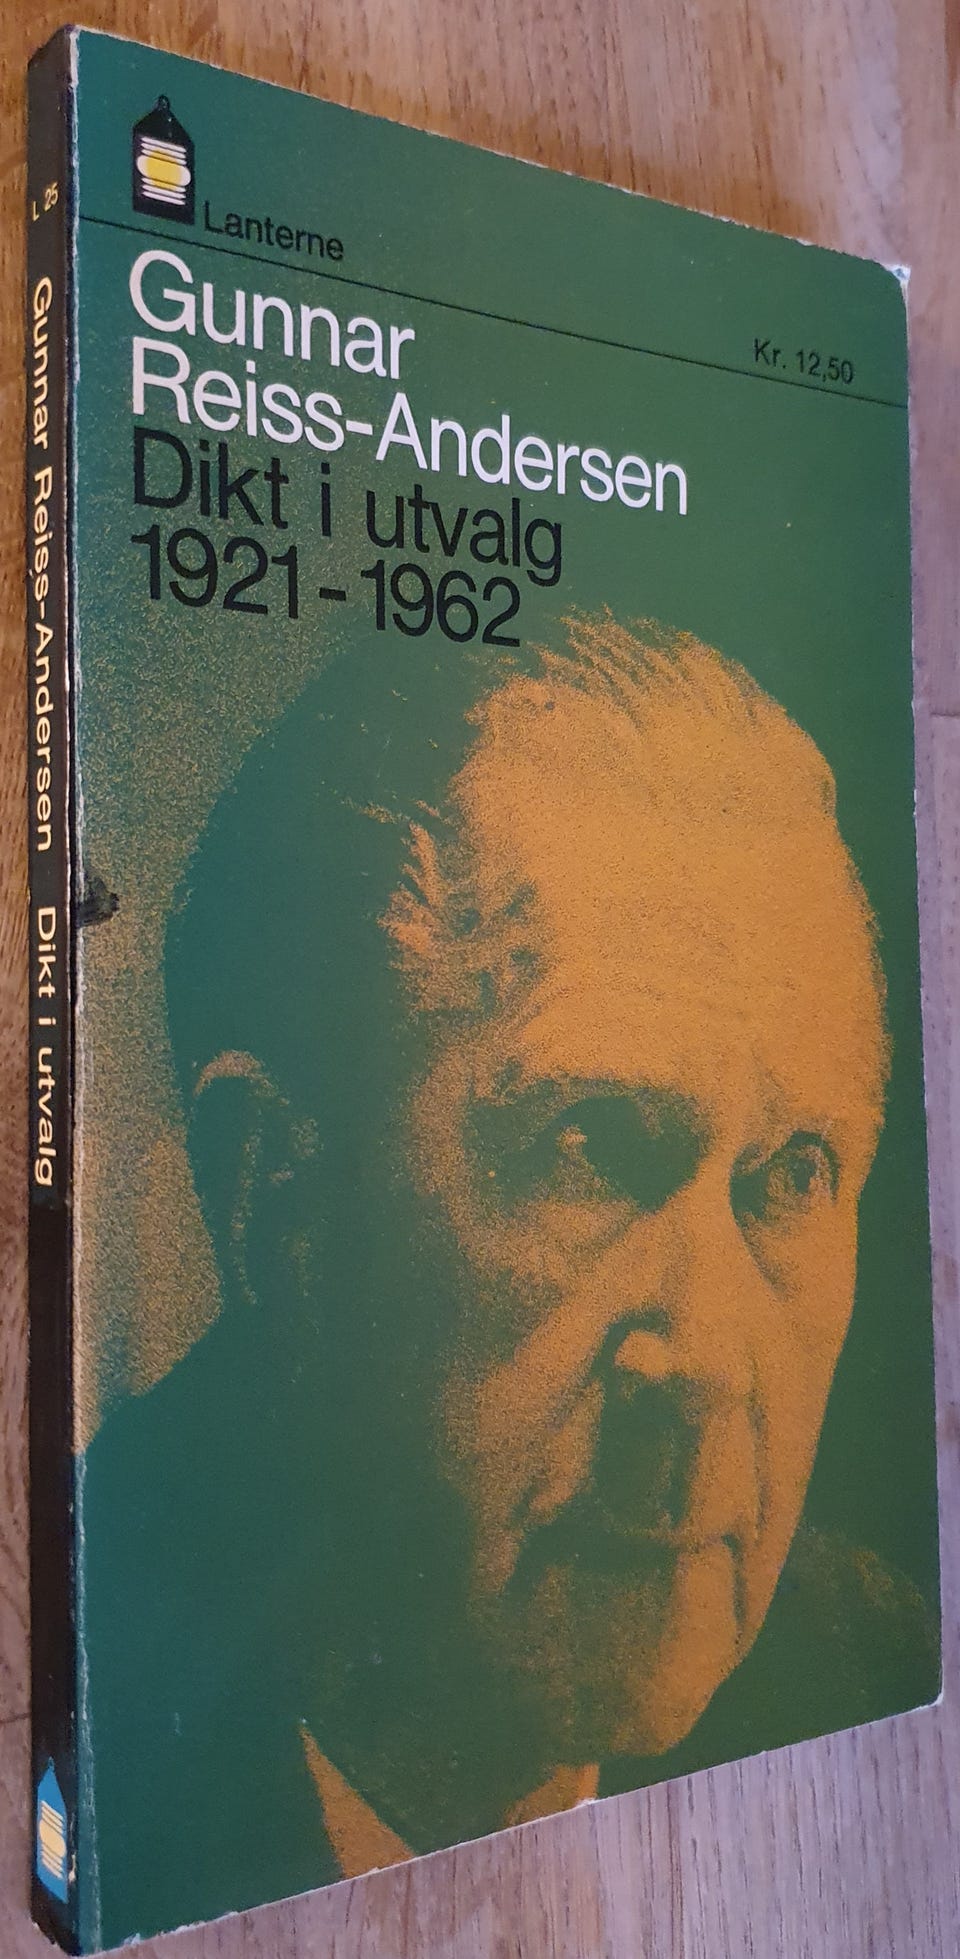 Lanterne
Kr. 12,50
Gunnar
Reiss-Andersen
Dikt i utvalg
1921-1962
L 25
Gunnar Reiss-Andersen Dikt i utvalg